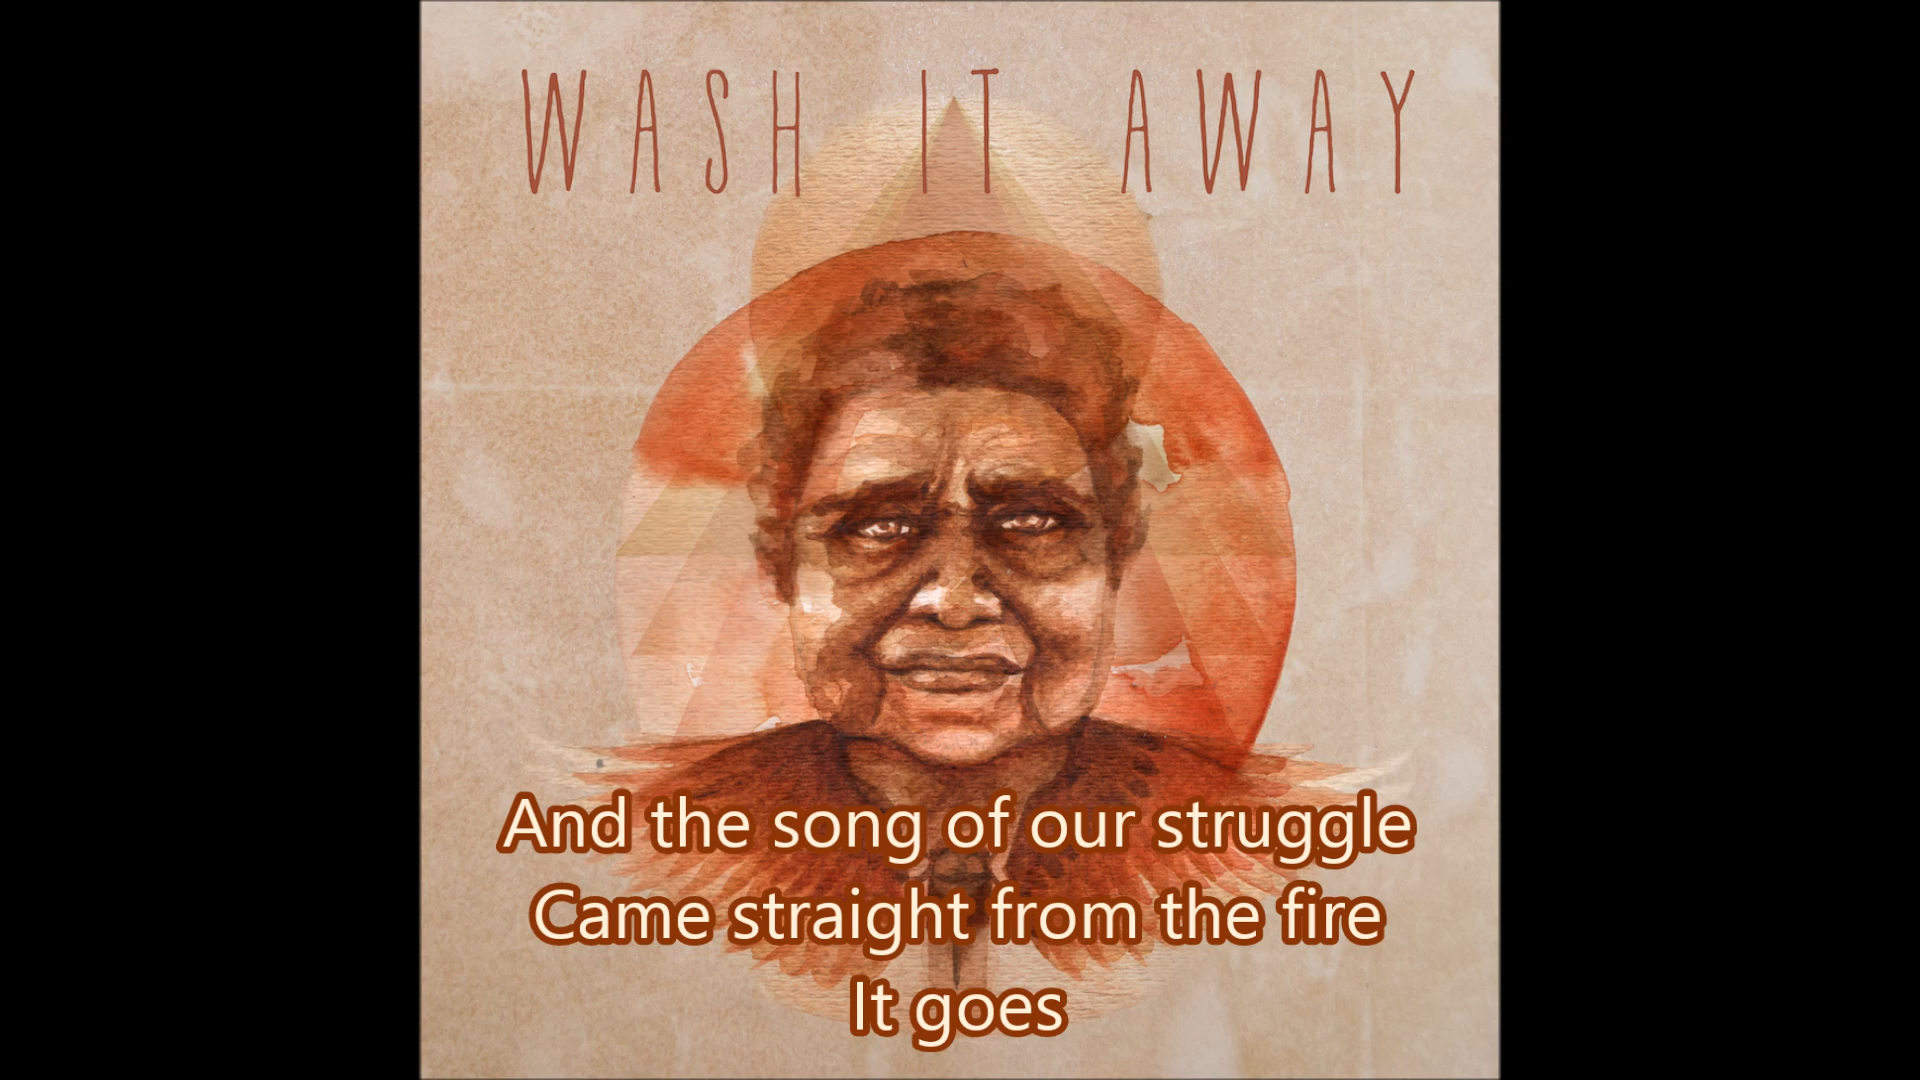 WASH IT AWAY
And the song of our struggle
Came straight from the fire
It goes